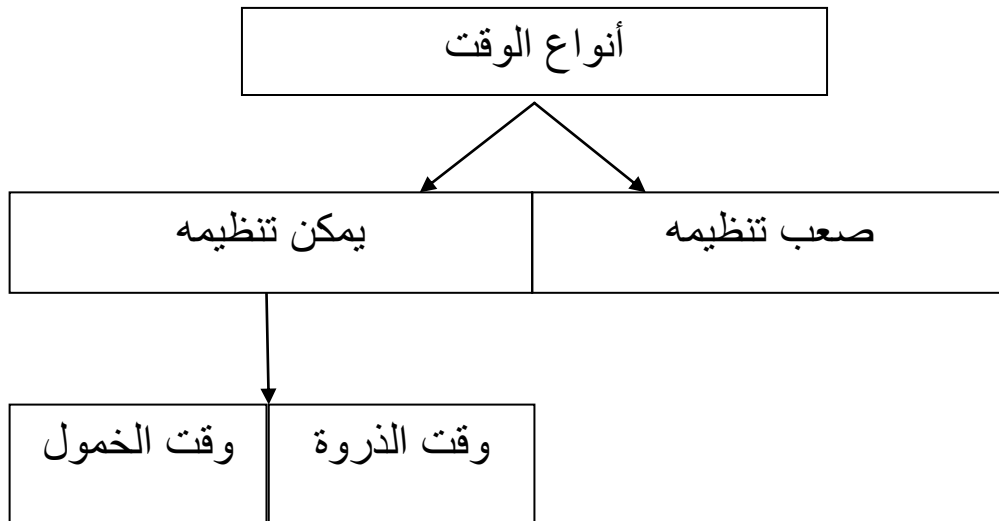 أنواع الوقت
صعب تنظيمه
يمكن تنظيمه
وقت الذروة
وقت الخمول